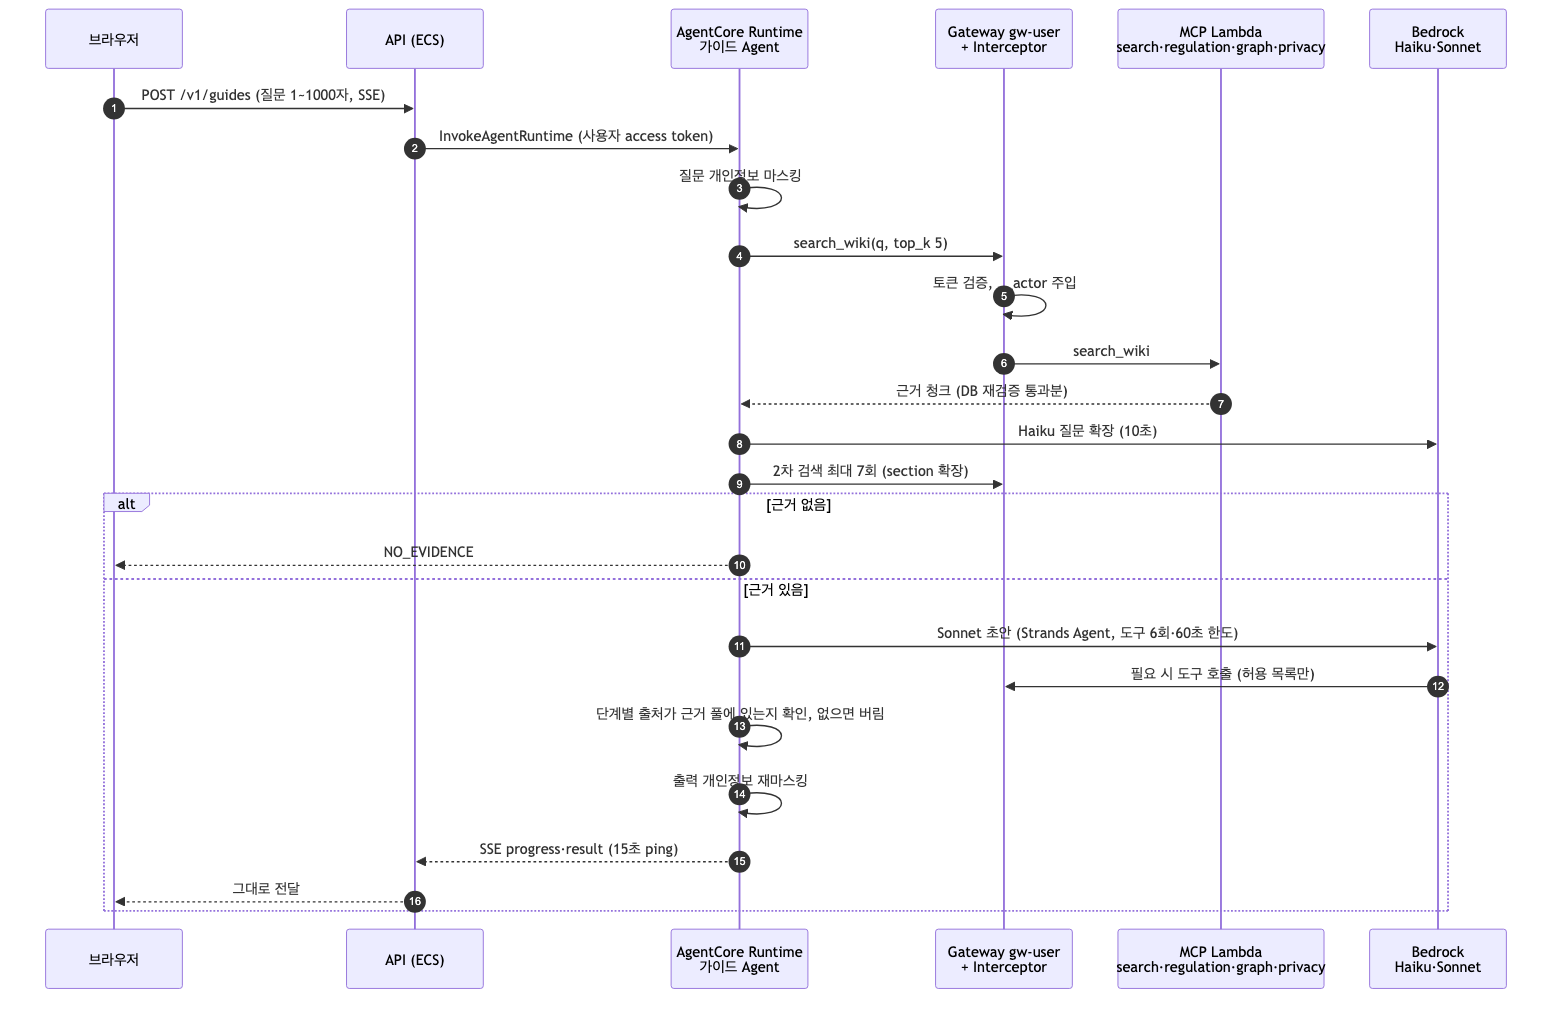 브라우저
API (ECS)
AgentCore Runtime
가이드 Agent
Gateway gw-user
+ Interceptor
MCP Lambda
search·regulation·graph·privacy
Bedrock
Haiku·Sonnet
1
POST /v1/guides (질문 1~1000자, SSE)
2
InvokeAgentRuntime (사용자 access token)
질문 개인정보 마스킹
3
4
search_wiki(q, top_k 5)
토큰 검증, actor 주입
5
6
search_wiki
근거 청크 (DB 재검증 통과분)
7
8
Haiku 질문 확장 (10초)
9
2차 검색 최대 7회 (section 확장)
alt
[근거 없음]
NO_EVIDENCE
10
[근거 있음]
11
Sonnet 초안 (Strands Agent, 도구 6회·60초 한도)
필요 시 도구 호출 (허용 목록만)
12
단계별 출처가 근거 풀에 있는지 확인, 없으면 버림
13
출력 개인정보 재마스킹
14
SSE progress·result (15초 ping)
15
그대로 전달
16
브라우저
API (ECS)
AgentCore Runtime
가이드 Agent
Gateway gw-user
+ Interceptor
MCP Lambda
search·regulation·graph·privacy
Bedrock
Haiku·Sonnet